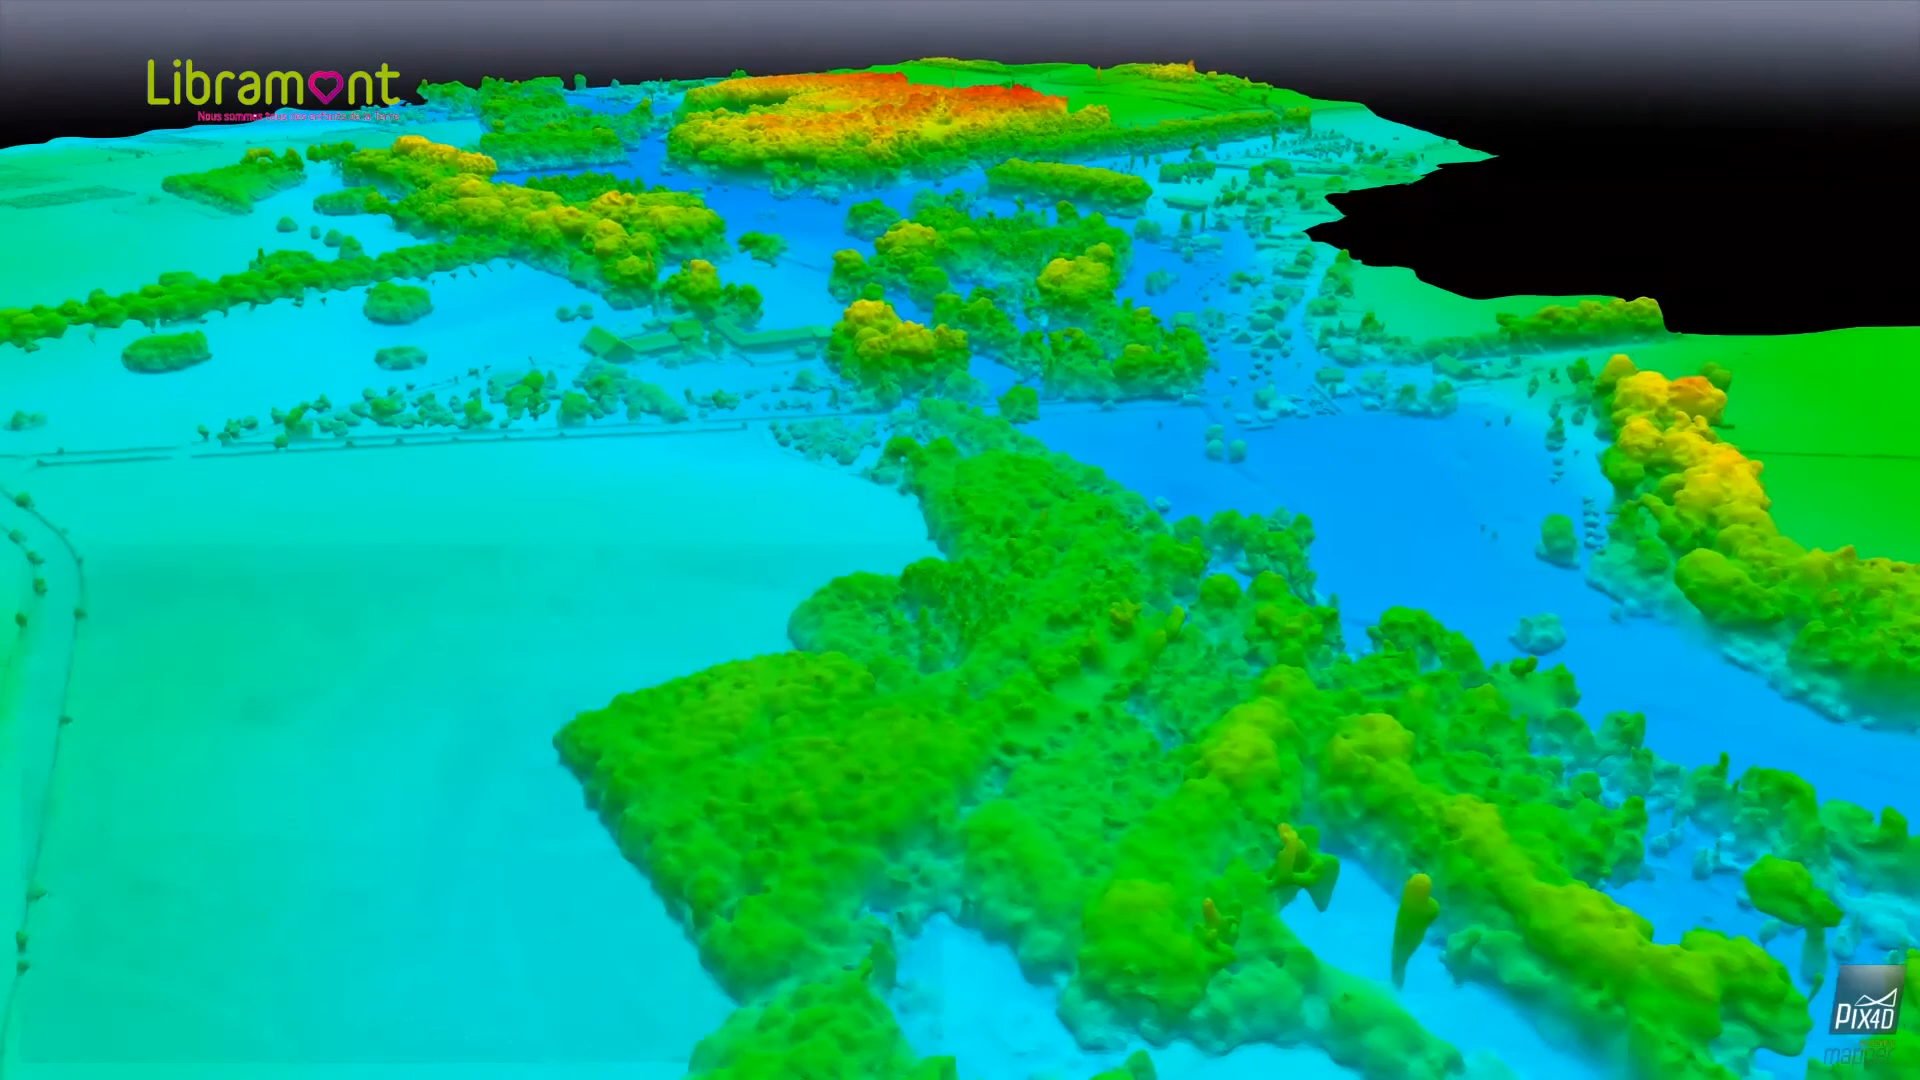 Libramont
Nous sommes tous des enfants de la Terre
PIX4D
mapper